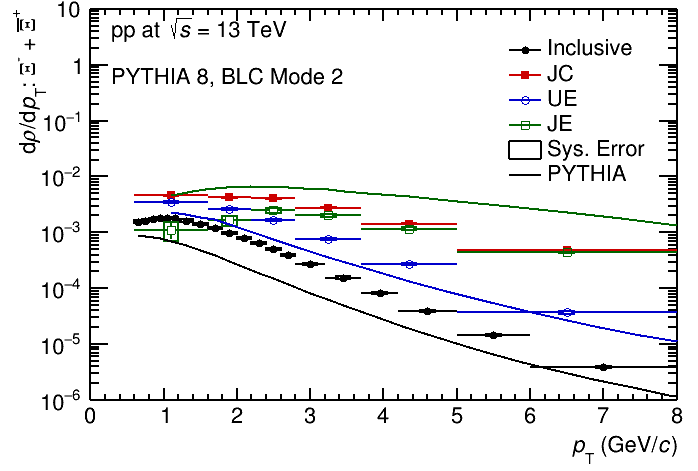 pp at √s = 13 TeV
PYTHIA 8, BLC Mode 2
Inclusive
JC
UE
JE
Sys. Error
PYTHIA
dρ/dp_T: Ξ⁻ + Ξ̄⁺
10
1
10⁻¹
10⁻²
10⁻³
10⁻⁴
10⁻⁵
10⁻⁶
0 1 2 3 4 5 6 7 8
p_T (GeV/c)